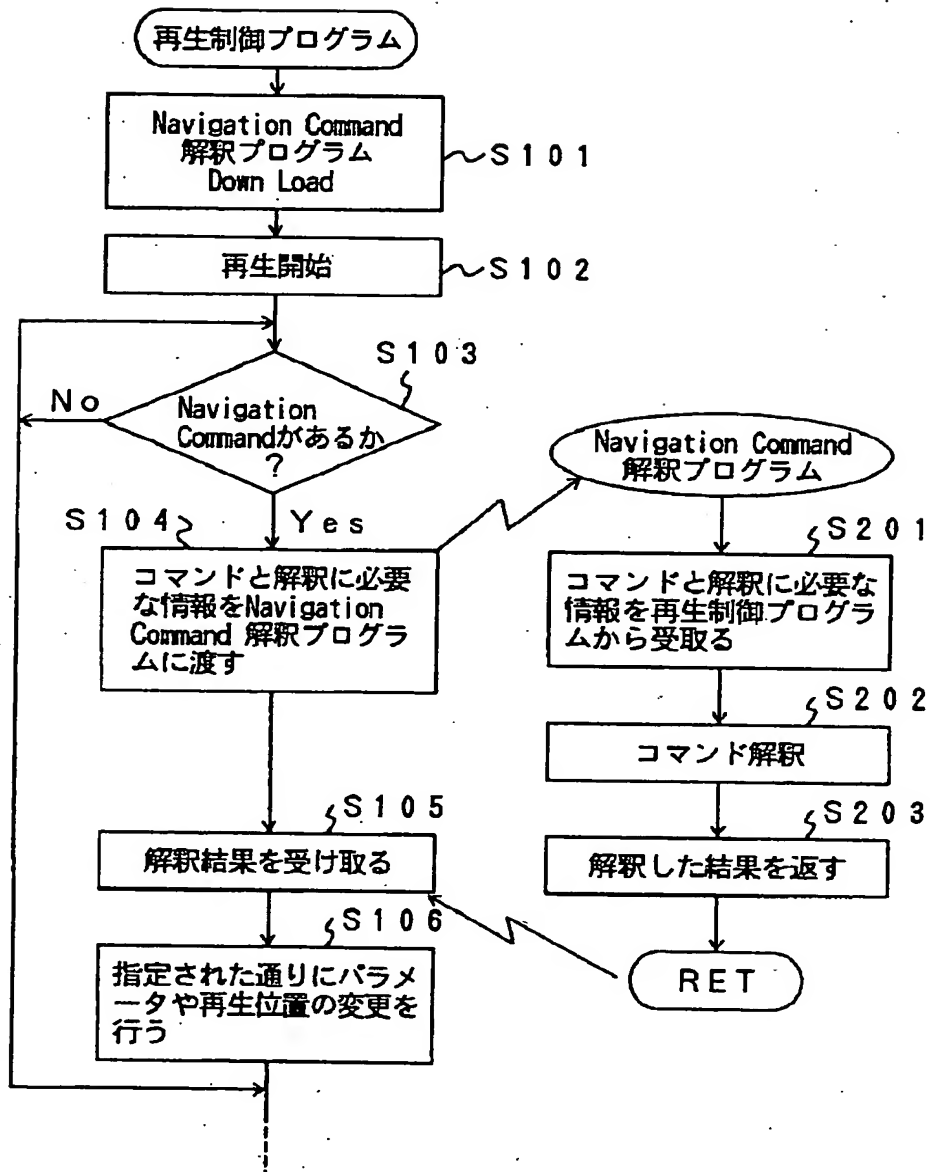 再生制御プログラム
Navigation Command
解釈プログラム
Down Load
S101
再生開始
S102
S103
No
Navigation
Commandがあるか
?
Yes
S104
コマンドと解釈に必要
な情報をNavigation
Command 解釈プログラ
ムに渡す
S105
解釈結果を受け取る
S106
指定された通りにパラメ
ータや再生位置の変更を
行う
Navigation Command
解釈プログラム
S201
コマンドと解釈に必要な
情報を再生制御プログラ
ムから受取る
S202
コマンド解釈
S203
解釈した結果を返す
RET